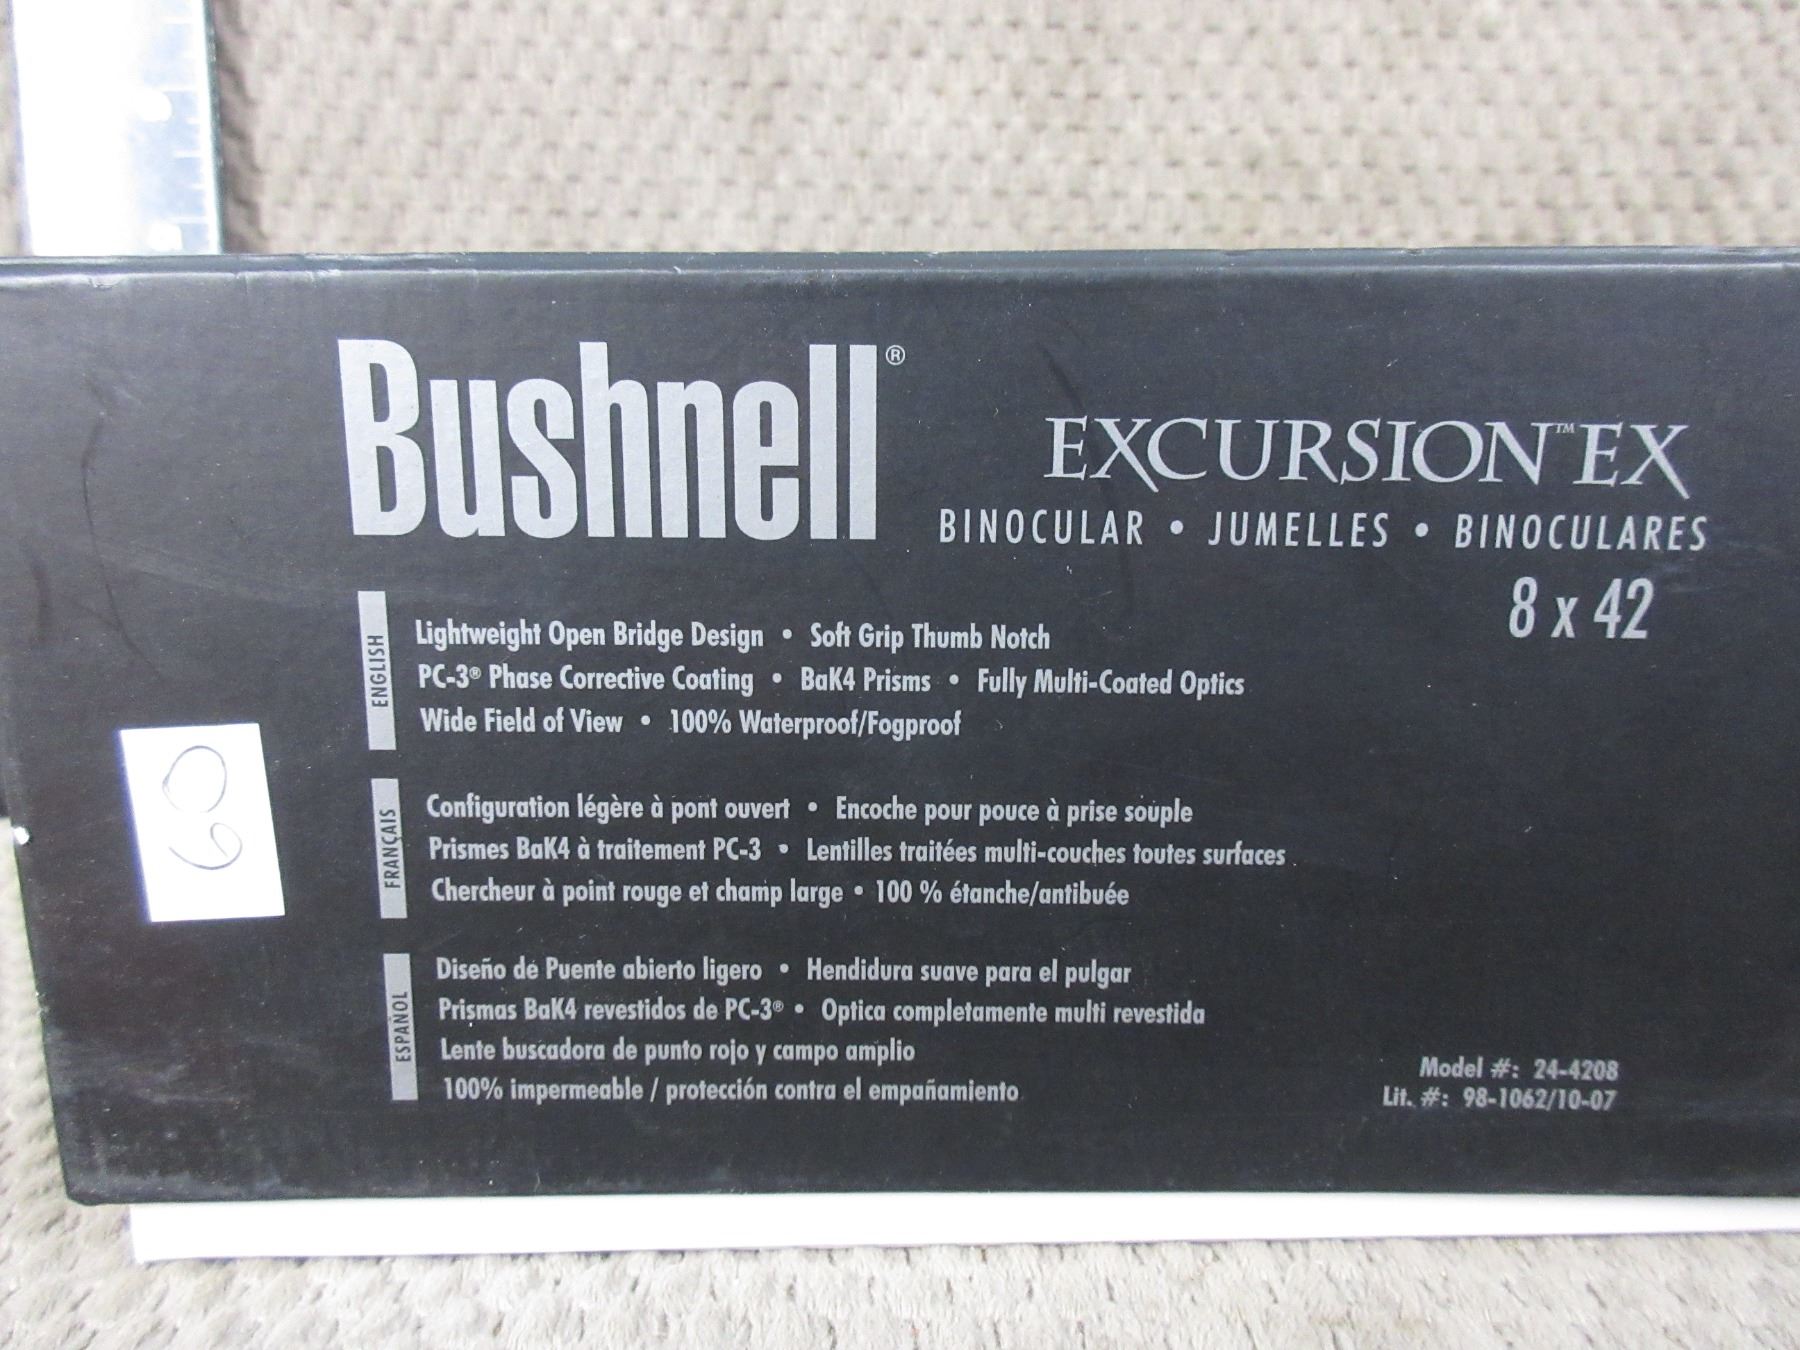 Bushnell®
EXCURSION™ EX
BINOCULAR • JUMELLES • BINOCULARES
8 x 42
ENGLISH
Lightweight Open Bridge Design • Soft Grip Thumb Notch
PC-3® Phase Corrective Coating • BaK4 Prisms • Fully Multi-Coated Optics
Wide Field of View • 100% Waterproof/Fogproof
FRANÇAIS
Configuration légère à pont ouvert • Encoche pour pouce à prise souple
Prismes BaK4 à traitement PC-3 • Lentilles traitées multi-couches toutes surfaces
Chercheur à point rouge et champ large • 100 % étanche/antibuée
ESPAÑOL
Diseño de Puente abierto ligero • Hendidura suave para el pulgar
Prismas BaK4 revestidos de PC-3® • Optica completamente multi revestida
Lente buscadora de punto rojo y campo amplio
100% impermeable / protección contra el empañamiento
Model #: 24-4208
Lit. #: 98-1062/10-07